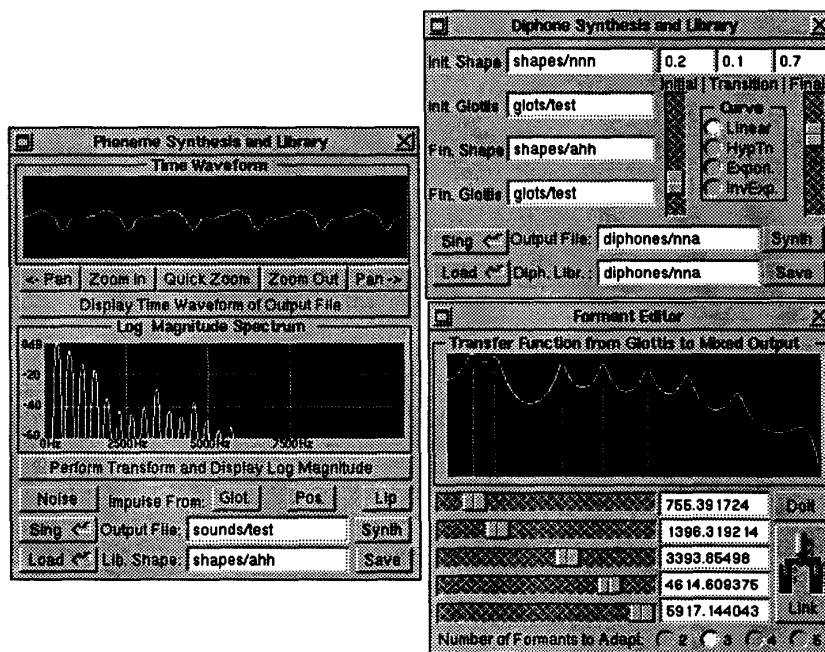 Phoneme Synthesis and Library
Time Waveform
<- Pan Zoom In Quick Zoom Zoom Out Pan ->
Display Time Waveform of Output File
Log Magnitude Spectrum
0dB
-20
-40
-60
0Hz 2500Hz 5000Hz 7500Hz
Perform Transform and Display Log Magnitude
Noise Impulse From: Glot. Pos. Lip
Sing Output File: sounds/test Synth
Load Lib. Shape: shapes/ahh Save
Diphone Synthesis and Library
Init. Shape shapes/nnn 0.2 0.1 0.7
Initial | Transition | Final
Init. Glottis glots/test
Curve
Linear
HypTn
Expon.
InvExp.
Fin. Shape shapes/ahh
Fin. Glottis glots/test
Sing Output File: diphones/nna Synth
Load Diph. Libr.: diphones/nna Save
Forment Editor
Transfer Function from Glottis to Mixed Output
755.391724 DoIt
1396.319214
3393.85498
4614.609375
5917.144043 Link
Number of Formants to Adapt: 2 3 4 5